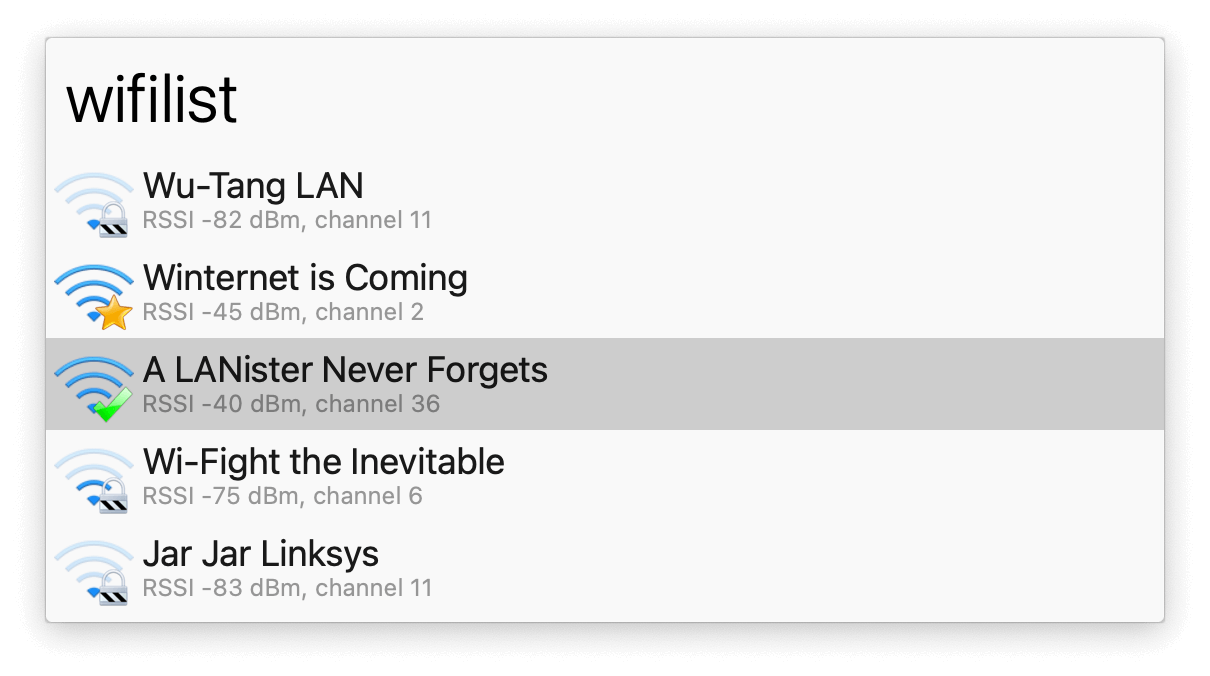 wifilist
Wu-Tang LAN
RSSI -82 dBm, channel 11
Winternet is Coming
RSSI -45 dBm, channel 2
A LANister Never Forgets
RSSI -40 dBm, channel 36
Wi-Fight the Inevitable
RSSI -75 dBm, channel 6
Jar Jar Linksys
RSSI -83 dBm, channel 11